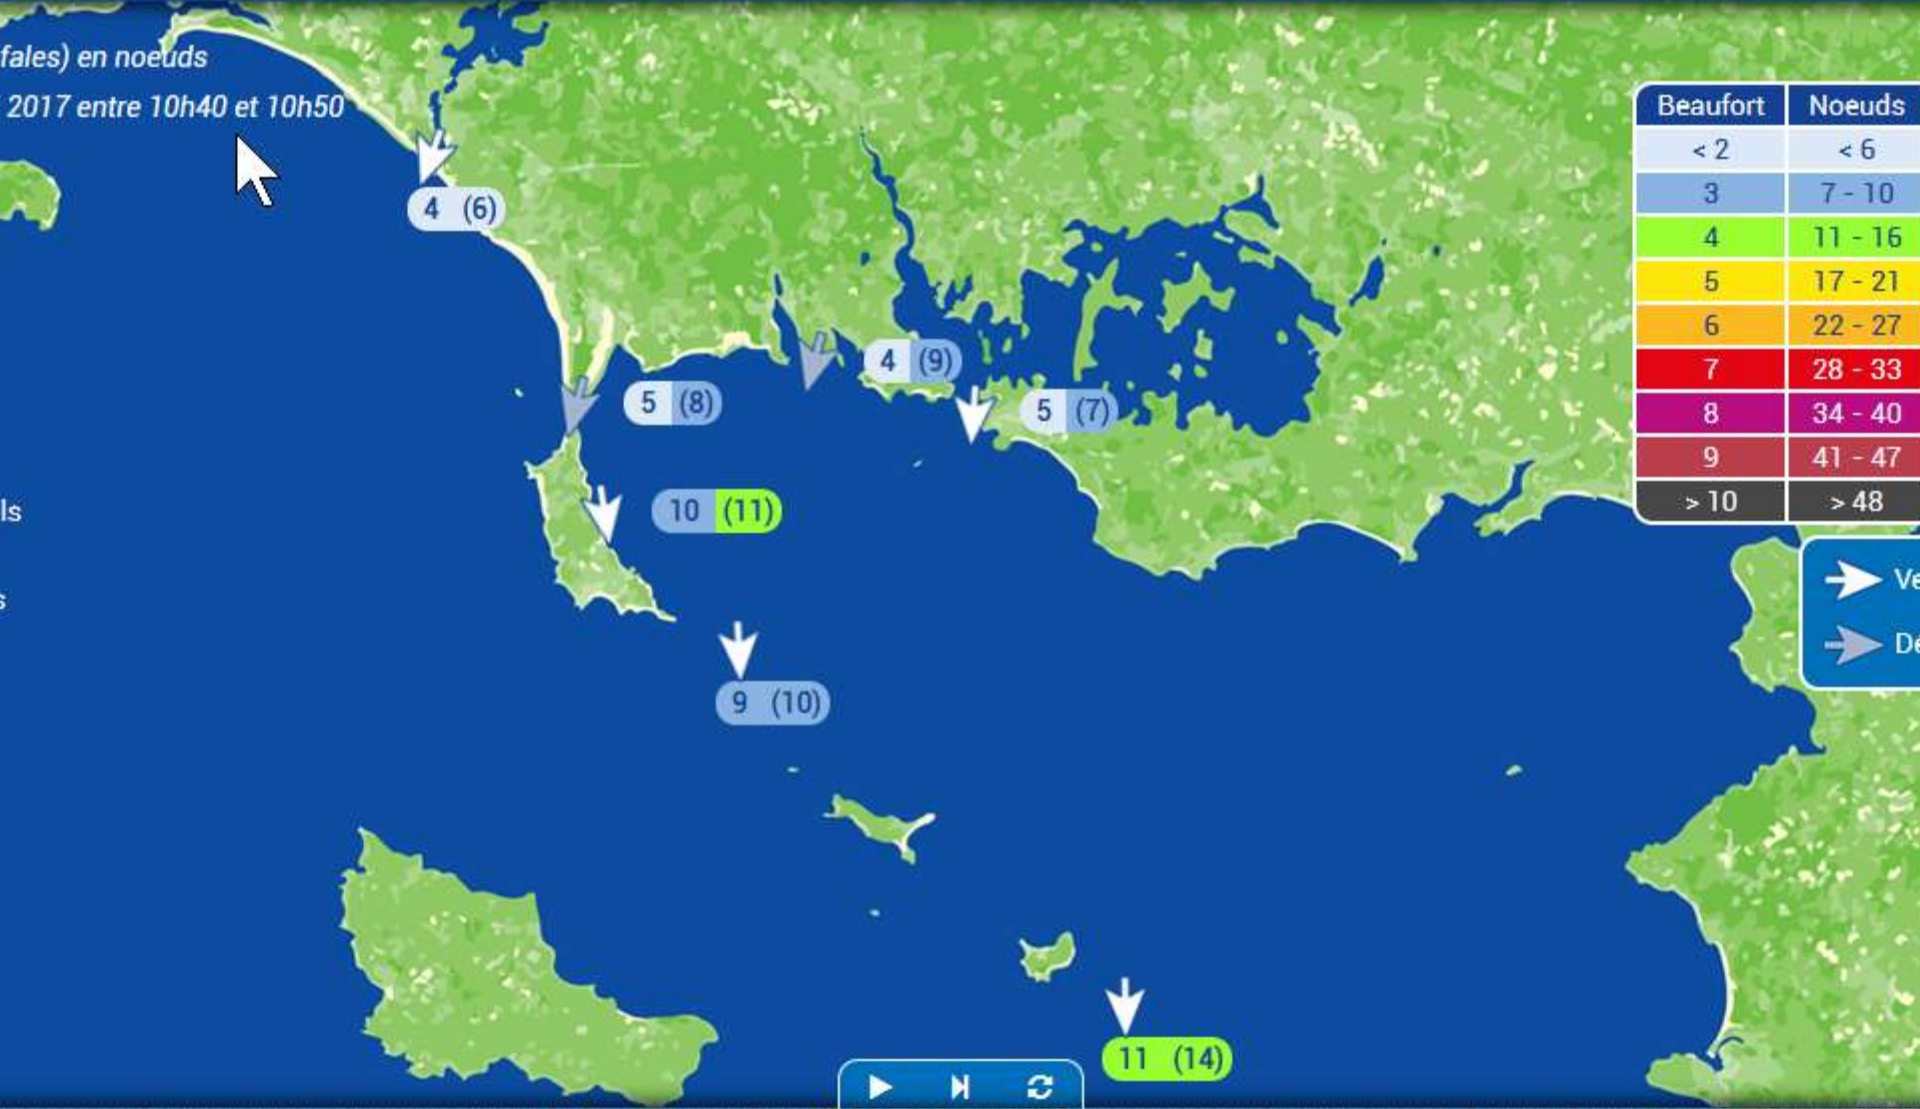 fales) en noeuds
2017 entre 10h40 et 10h50
Beaufort Noeuds
< 2 < 6
3 7 - 10
4 11 - 16
5 17 - 21
6 22 - 27
7 28 - 33
8 34 - 40
9 41 - 47
> 10 > 48
4 (6)
4 (9)
5 (8)
5 (7)
10 (11)
ls
Ve
s
De
9 (10)
11 (14)